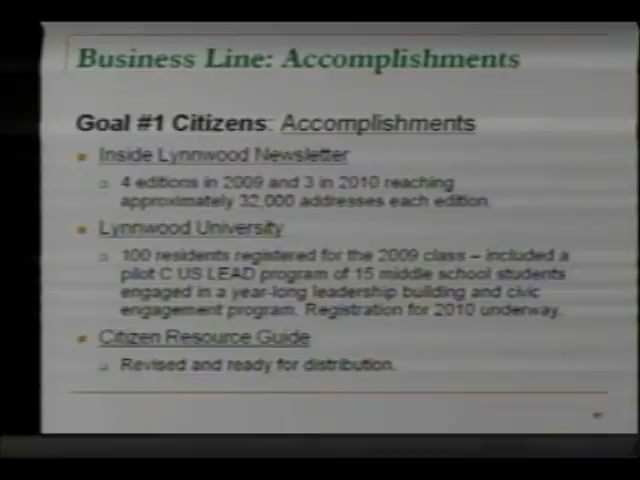 Business Line: Accomplishments
Goal #1 Citizens: Accomplishments
Inside Lynnwood Newsletter
4 editions in 2009 and 3 in 2010 reaching
approximately 32,000 addresses each edition.
Lynnwood University
100 residents registered for the 2009 class – included a
pilot C US LEAD program of 15 middle school students
engaged in a year-long leadership building and civic
engagement program. Registration for 2010 underway.
Citizen Resource Guide
Revised and ready for distribution.